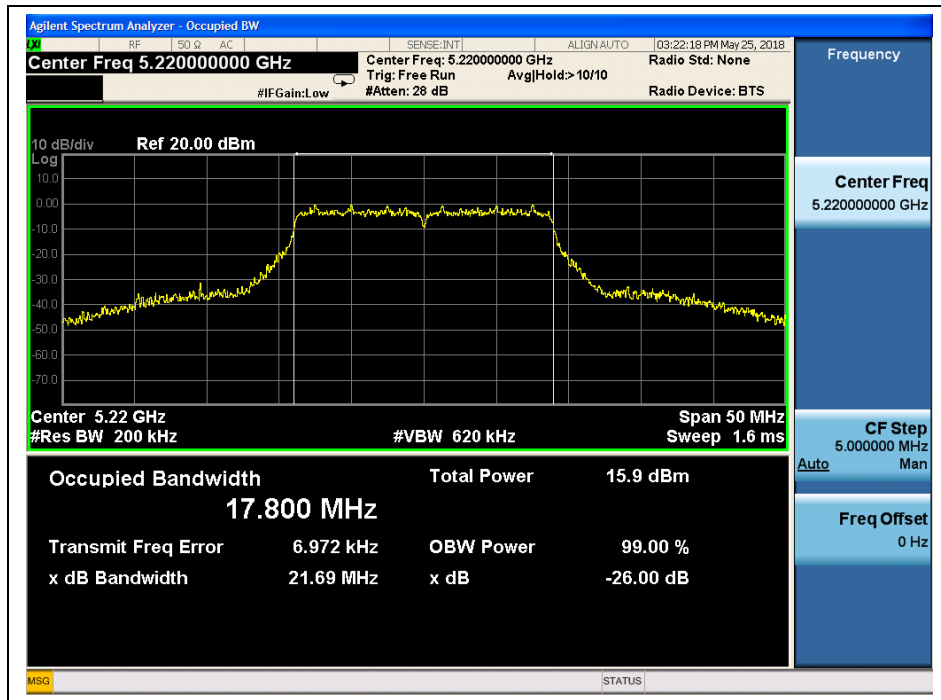 Agilent Spectrum Analyzer - Occupied BW
LXI RF 50 Ω AC SENSE:INT ALIGN AUTO 03:22:18 PM May 25, 2018
Center Freq 5.220000000 GHz Center Freq: 5.220000000 GHz Radio Std: None
Trig: Free Run Avg|Hold:>10/10
#IFGain:Low #Atten: 28 dB Radio Device: BTS
10 dB/div Ref 20.00 dBm
Log
10.0
0.00
-10.0
-20.0
-30.0
-40.0
-50.0
-60.0
-70.0
Center 5.22 GHz Span 50 MHz
#Res BW 200 kHz #VBW 620 kHz Sweep 1.6 ms
Occupied Bandwidth Total Power 15.9 dBm
17.800 MHz
Transmit Freq Error 6.972 kHz OBW Power 99.00 %
x dB Bandwidth 21.69 MHz x dB -26.00 dB
Frequency
Center Freq
5.220000000 GHz
CF Step
5.000000 MHz
Auto Man
Freq Offset
0 Hz
MSG STATUS